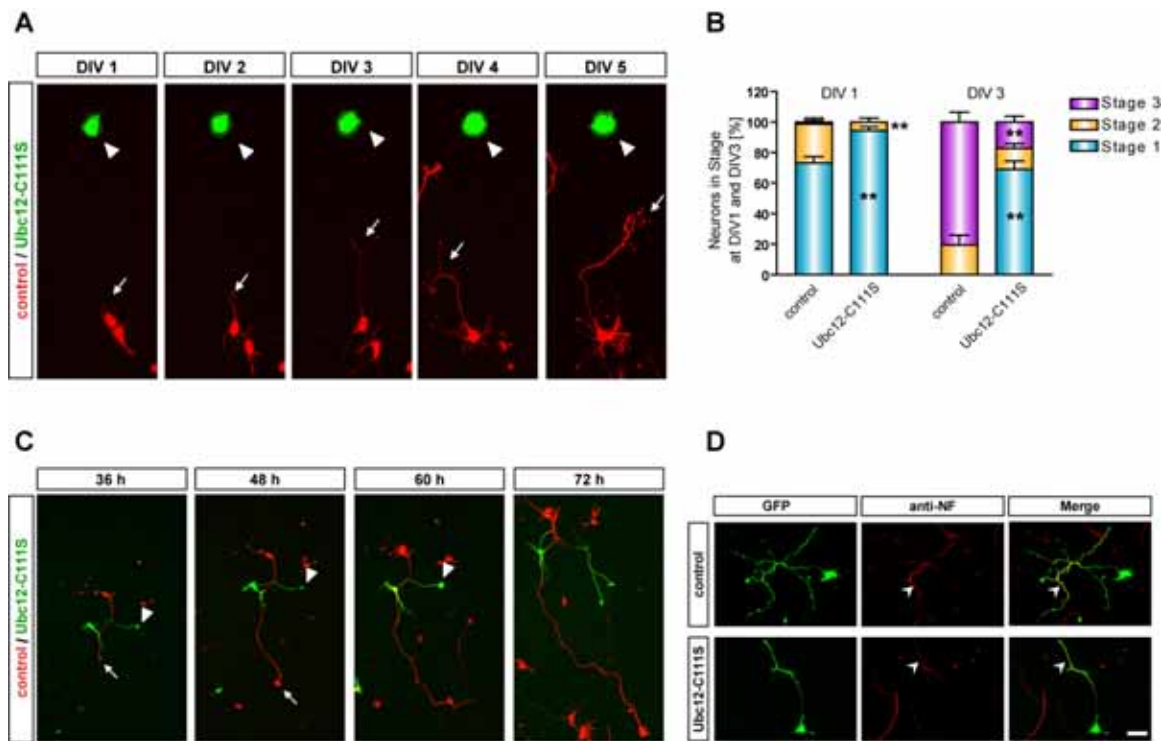 A
DIV 1
DIV 2
DIV 3
DIV 4
DIV 5
control / Ubc12-C111S
B
DIV 1
DIV 3
120
100
80
60
40
20
0
Neurons in Stage
at DIV1 and DIV3 [%]
**
**
**
**
control
Ubc12-C111S
control
Ubc12-C111S
Stage 3
Stage 2
Stage 1
C
36 h
48 h
60 h
72 h
control / Ubc12-C111S
D
GFP
anti-NF
Merge
control
Ubc12-C111S